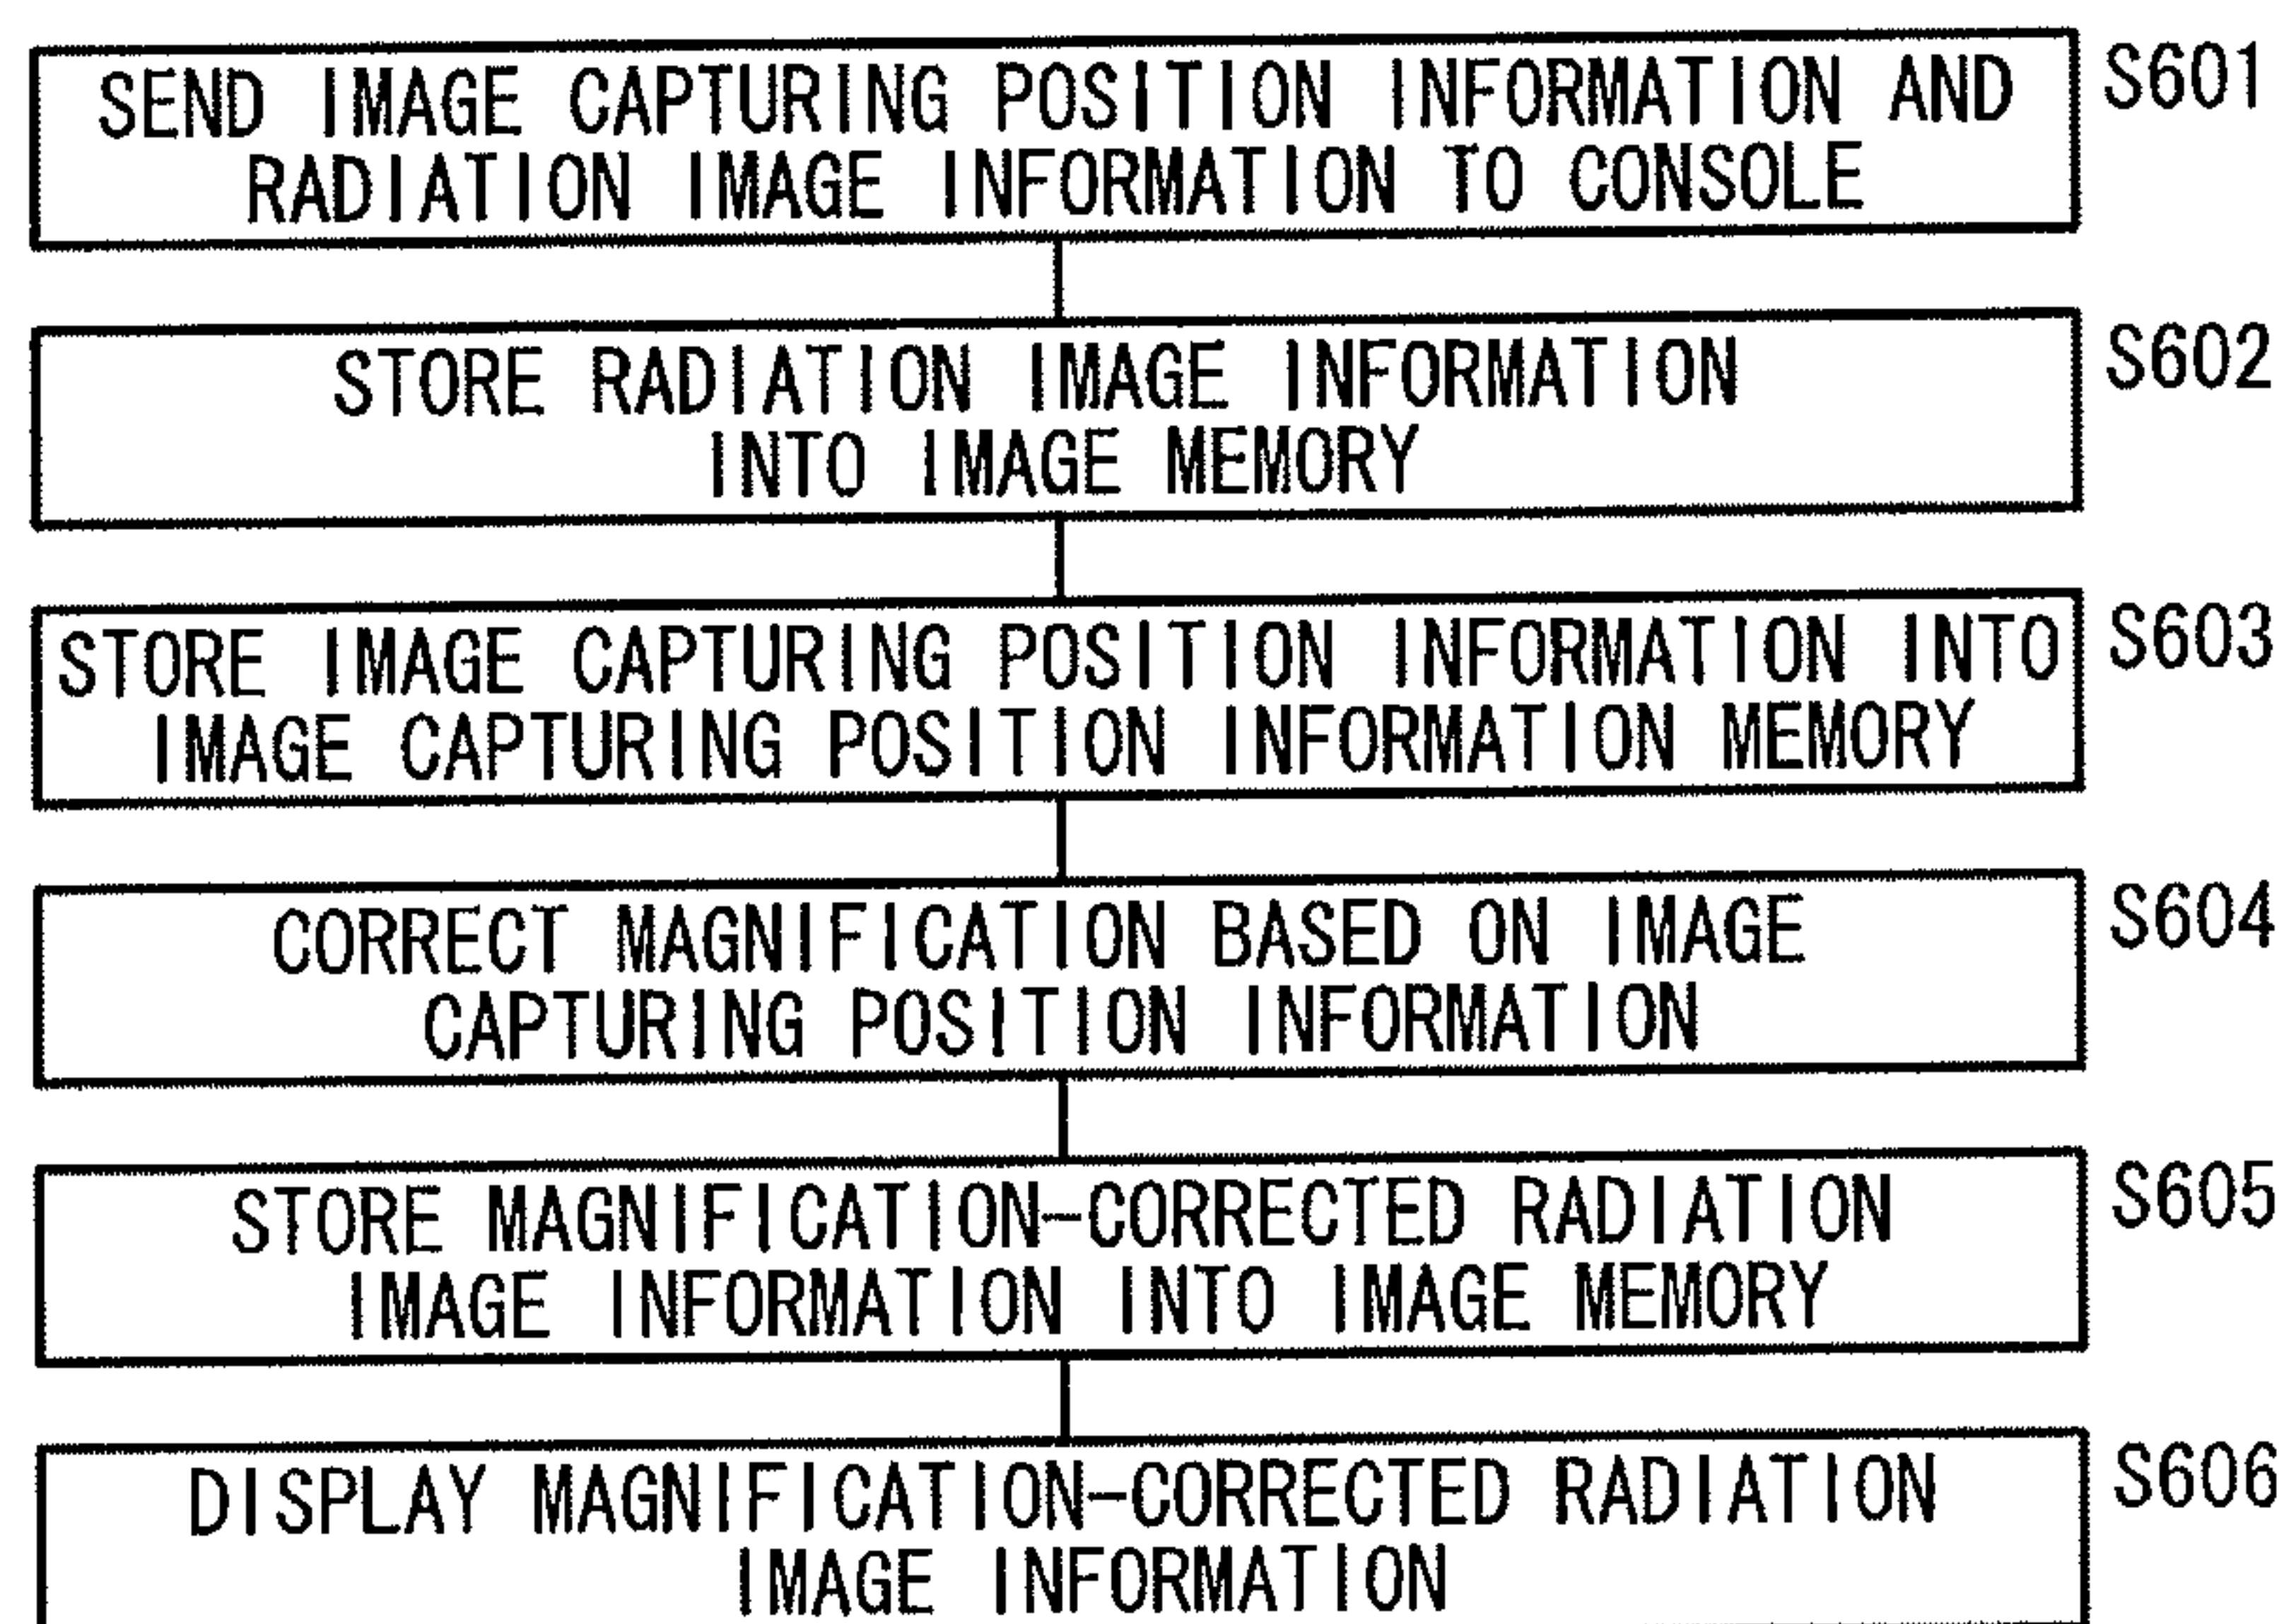 SEND IMAGE CAPTURING POSITION INFORMATION AND
RADIATION IMAGE INFORMATION TO CONSOLE
S601
STORE RADIATION IMAGE INFORMATION
INTO IMAGE MEMORY
S602
STORE IMAGE CAPTURING POSITION INFORMATION INTO
IMAGE CAPTURING POSITION INFORMATION MEMORY
S603
CORRECT MAGNIFICATION BASED ON IMAGE
CAPTURING POSITION INFORMATION
S604
STORE MAGNIFICATION-CORRECTED RADIATION
IMAGE INFORMATION INTO IMAGE MEMORY
S605
DISPLAY MAGNIFICATION-CORRECTED RADIATION
IMAGE INFORMATION
S606